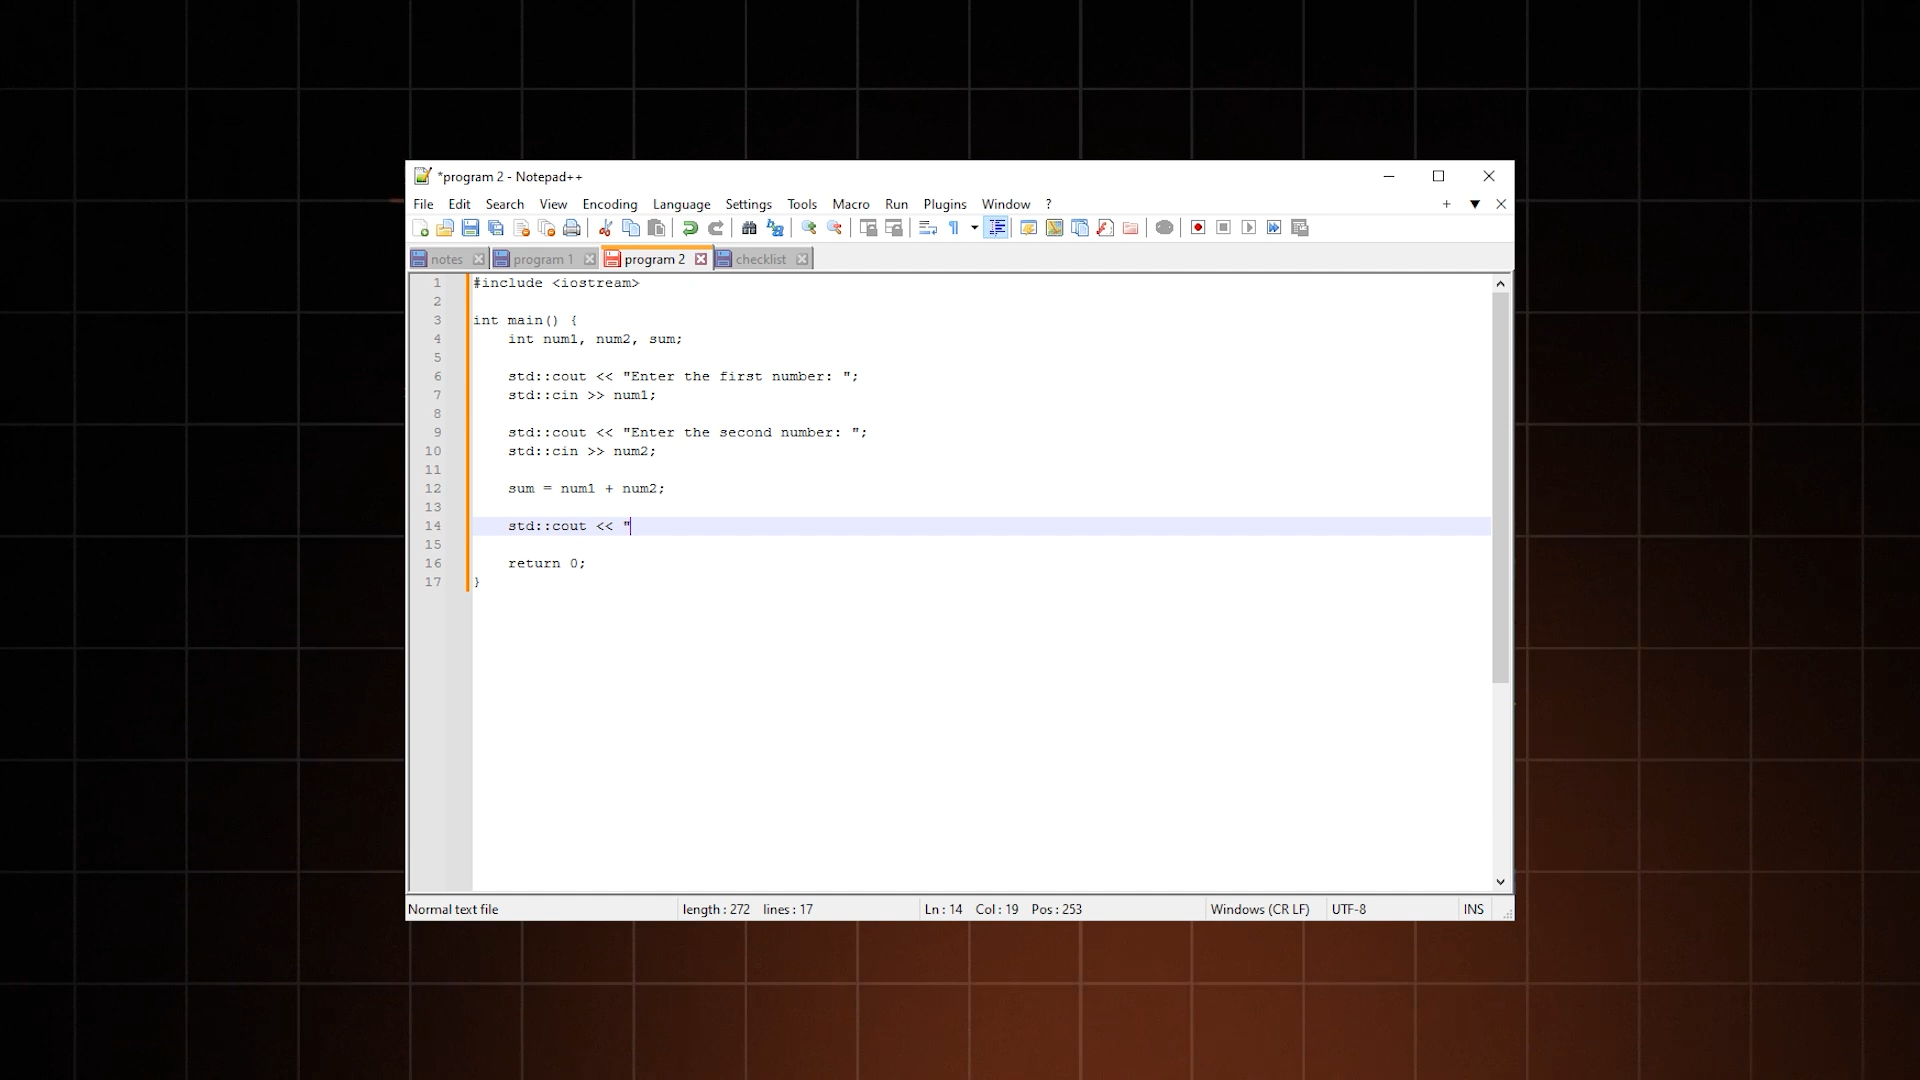 *program 2 - Notepad++
File Edit Search View Encoding Language Settings Tools Macro Run Plugins Window ?
notes program 1 program 2 checklist
1 #include <iostream>
2
3 int main() {
4 int num1, num2, sum;
5
6 std::cout << "Enter the first number: ";
7 std::cin >> num1;
8
9 std::cout << "Enter the second number: ";
10 std::cin >> num2;
11
12 sum = num1 + num2;
13
14 std::cout << "
15
16 return 0;
17 }
Normal text file length : 272 lines : 17 Ln : 14 Col : 19 Pos : 253 Windows (CR LF) UTF-8 INS